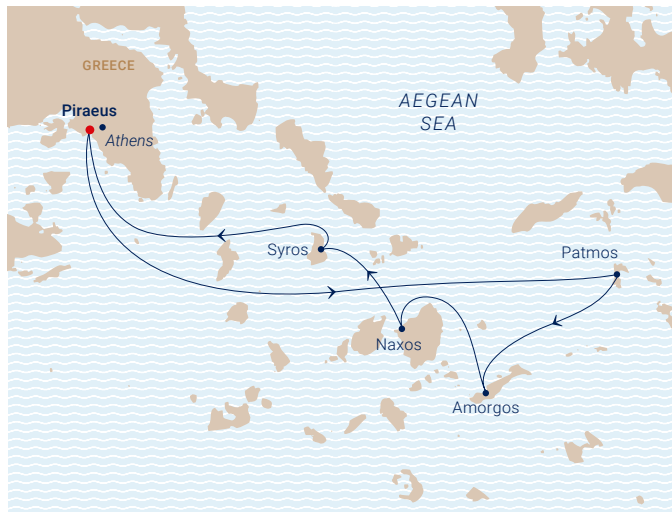 GREECE
AEGEAN
SEA
Piraeus
Athens
Syros
Patmos
Naxos
Amorgos